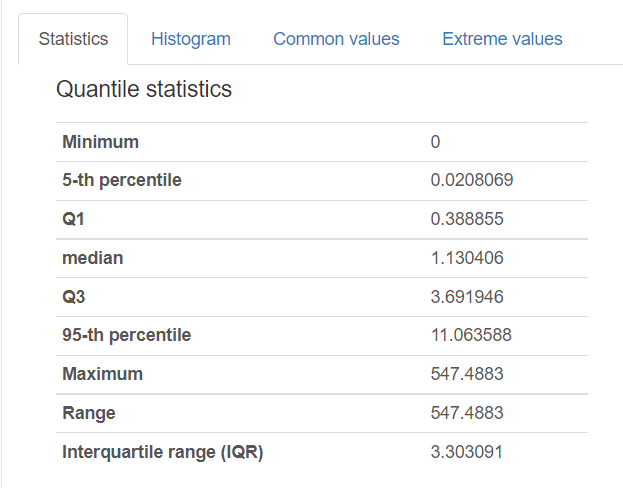 Statistics Histogram Common values Extreme values
Quantile statistics
Minimum 0
5-th percentile 0.0208069
Q1 0.388855
median 1.130406
Q3 3.691946
95-th percentile 11.063588
Maximum 547.4883
Range 547.4883
Interquartile range (IQR) 3.303091